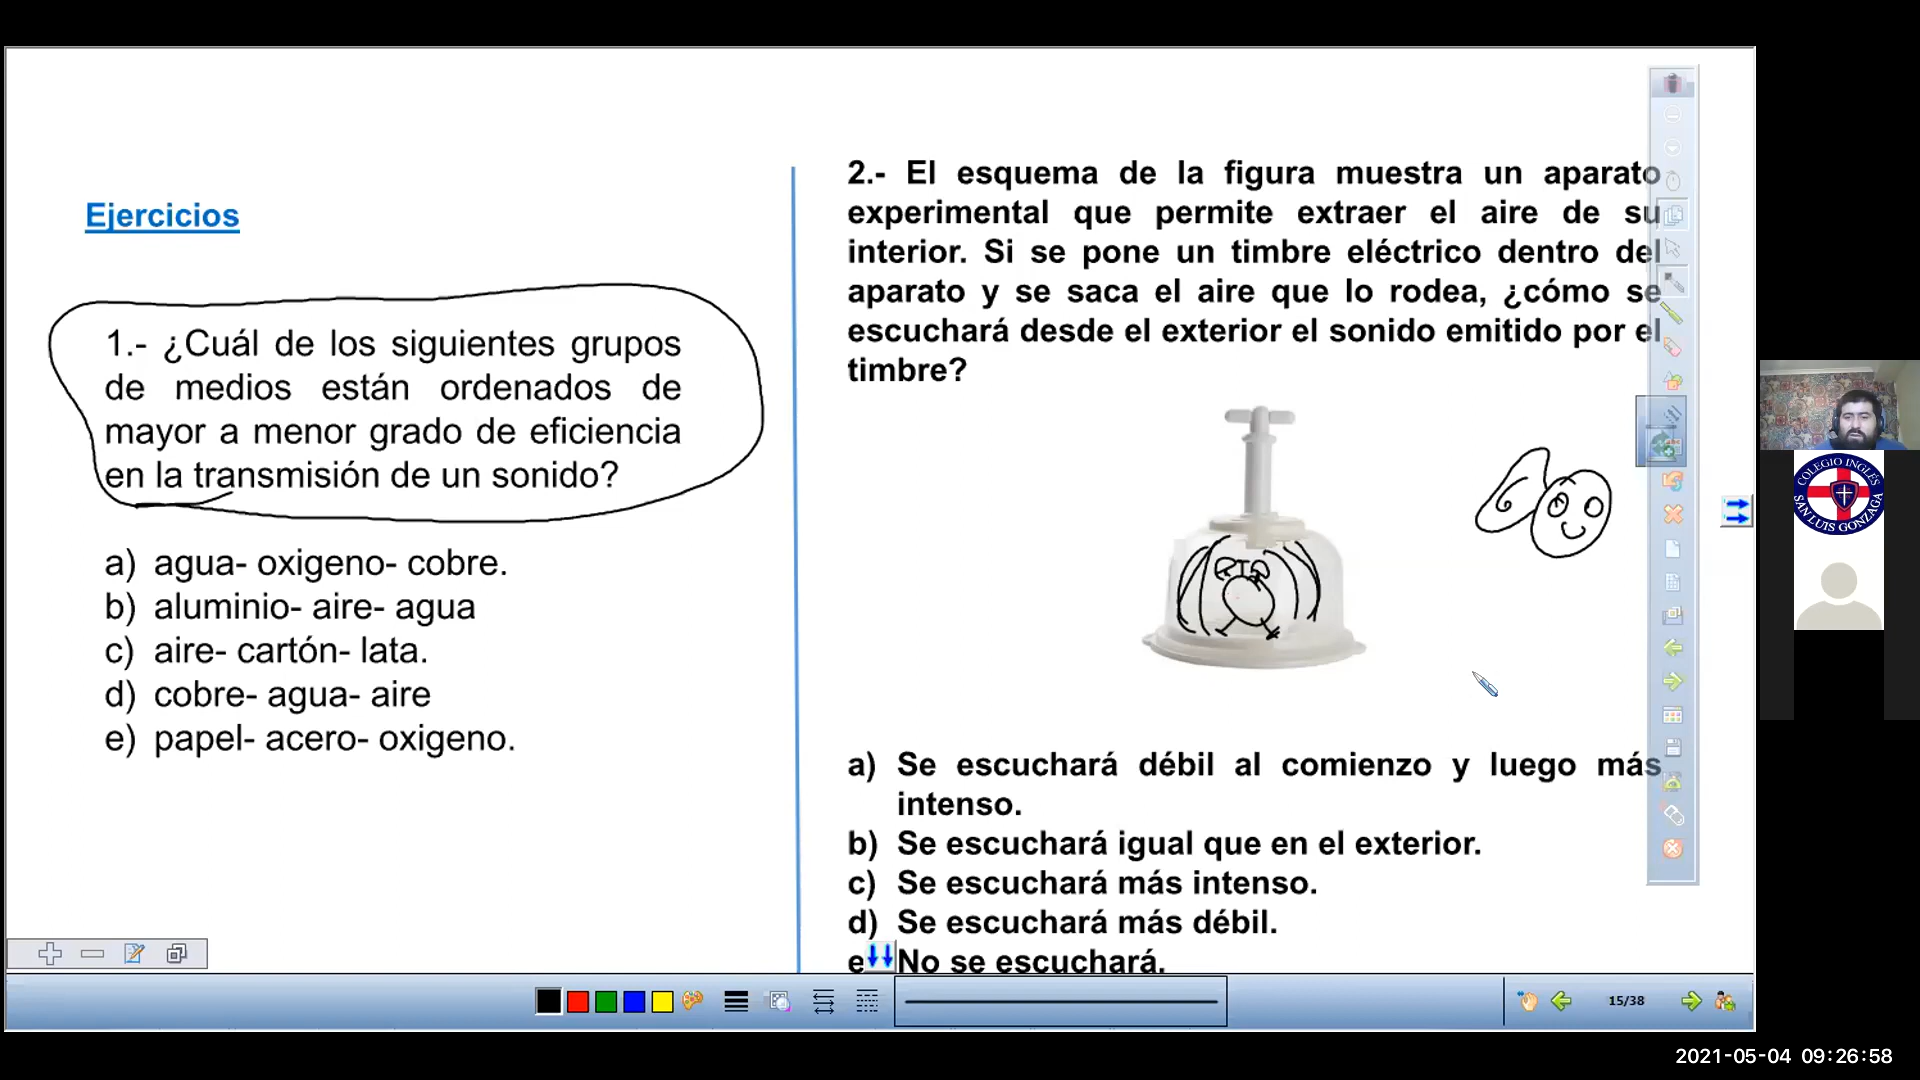 Ejercicios
1.- ¿Cuál de los siguientes grupos
de medios están ordenados de
mayor a menor grado de eficiencia
en la transmisión de un sonido?
a) agua- oxigeno- cobre.
b) aluminio- aire- agua
c) aire- cartón- lata.
d) cobre- agua- aire
e) papel- acero- oxigeno.
2.- El esquema de la figura muestra un aparato
experimental que permite extraer el aire de su
interior. Si se pone un timbre eléctrico dentro del
aparato y se saca el aire que lo rodea, ¿cómo se
escuchará desde el exterior el sonido emitido por el
timbre?
a) Se escuchará débil al comienzo y luego más
intenso.
b) Se escuchará igual que en el exterior.
c) Se escuchará más intenso.
d) Se escuchará más débil.
e No se escuchará.
15/38
COLEGIO INGLÉS
SAN LUIS GONZAGA
2021-05-04 09:26:58